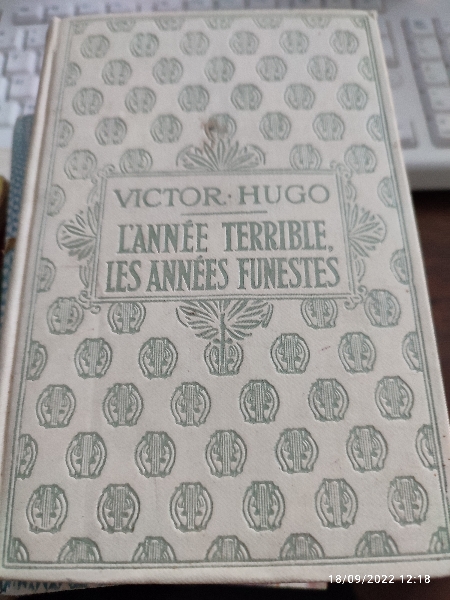 VICTOR·HUGO
L'ANNÉE TERRIBLE,
LES ANNÉES FUNESTES
18/09/2022 12:18